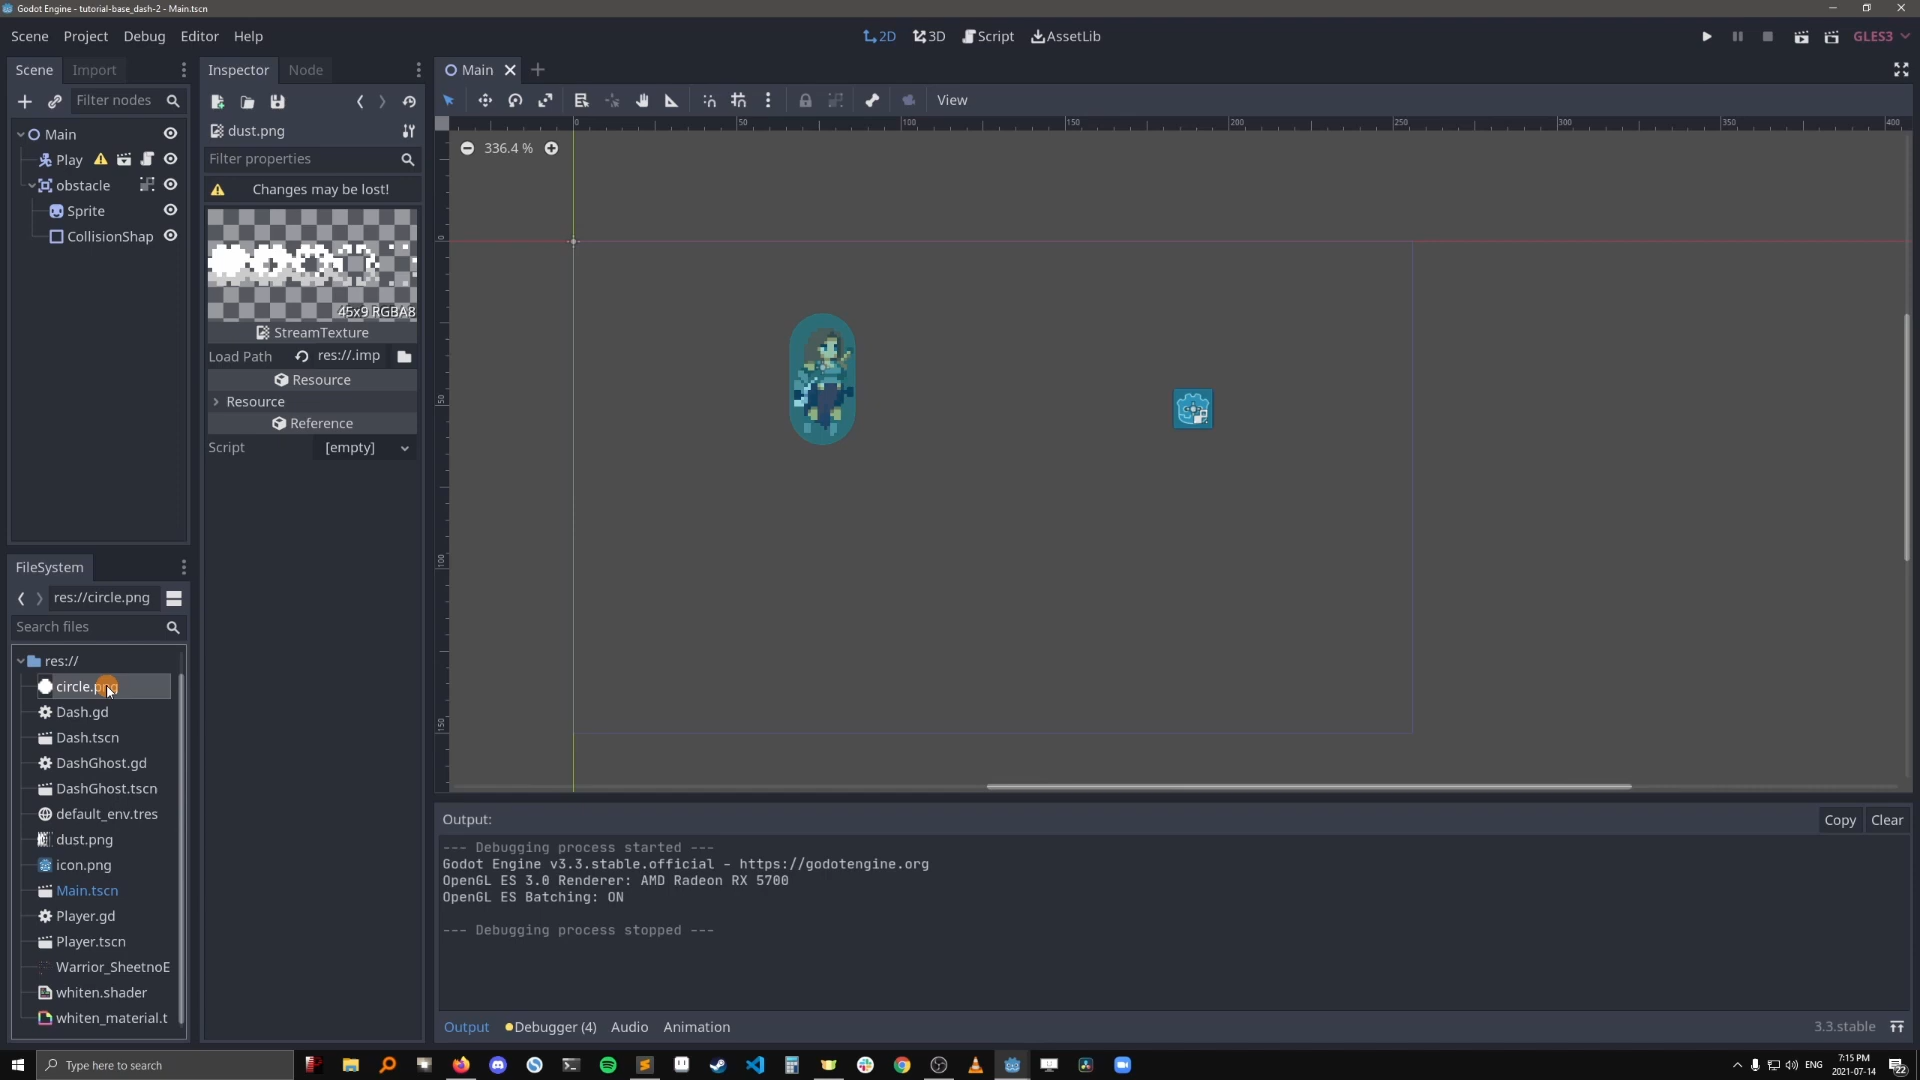 Godot Engine - tutorial-base_dash-2 - Main.tscn
Scene Project Debug Editor Help
2D 3D Script AssetLib
GLES3
Scene Import
Inspector Node
Main
Filter nodes
View
Main
Play
obstacle
Sprite
CollisionShap
dust.png
Filter properties
Changes may be lost!
45x9 RGBA8
StreamTexture
Load Path res://.imp
Resource
Resource
Reference
Script [empty]
336.4 %
0 50 100 150 200 250 300 350 400
0
50
100
150
FileSystem
res://circle.png
Search files
res://
circle.png
Dash.gd
Dash.tscn
DashGhost.gd
DashGhost.tscn
default_env.tres
dust.png
icon.png
Main.tscn
Player.gd
Player.tscn
Warrior_SheetnoE
whiten.shader
whiten_material.t
Output:
Copy Clear
--- Debugging process started ---
Godot Engine v3.3.stable.official - https://godotengine.org
OpenGL ES 3.0 Renderer: AMD Radeon RX 5700
OpenGL ES Batching: ON
--- Debugging process stopped ---
Output Debugger (4) Audio Animation
3.3.stable
Type here to search
ENG
7:15 PM
2021-07-14
22